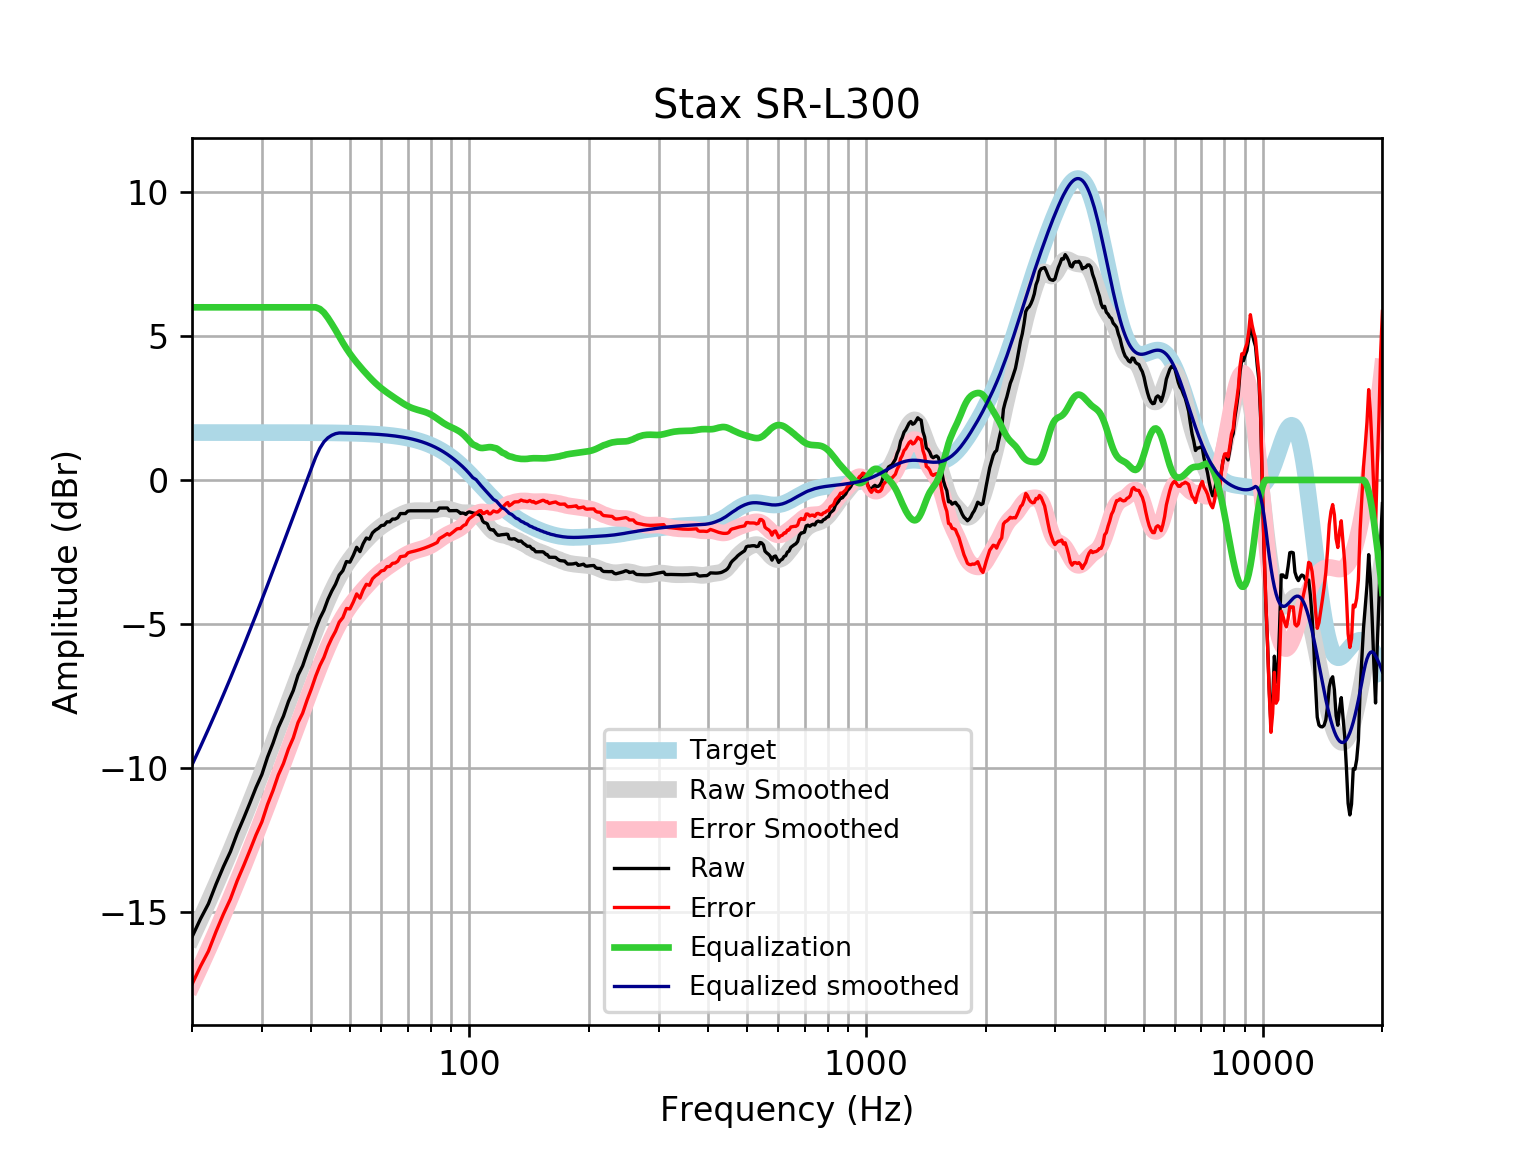 Stax SR-L300
10
5
0
−5
−10
−15
Amplitude (dBr)
Target
Raw Smoothed
Error Smoothed
Raw
Error
Equalization
Equalized smoothed
100
1000
10000
Frequency (Hz)